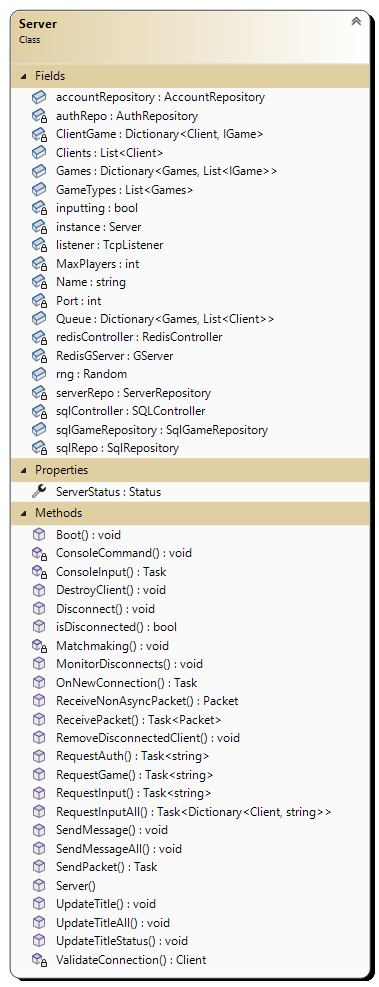 Server
Class
Fields
accountRepository : AccountRepository
authRepo : AuthRepository
ClientGame : Dictionary<Client, IGame>
Clients : List<Client>
Games : Dictionary<Games, List<IGame>>
GameTypes : List<Games>
inputting : bool
instance : Server
listener : TcpListener
MaxPlayers : int
Name : string
Port : int
Queue : Dictionary<Games, List<Client>>
redisController : RedisController
RedisGServer : GServer
rng : Random
serverRepo : ServerRepository
sqlController : SQLController
sqlGameRepository : SqlGameRepository
sqlRepo : SqlRepository
Properties
ServerStatus : Status
Methods
Boot() : void
ConsoleCommand() : void
ConsoleInput() : Task
DestroyClient() : void
Disconnect() : void
isDisconnected() : bool
Matchmaking() : void
MonitorDisconnects() : void
OnNewConnection() : Task
ReceiveNonAsyncPacket() : Packet
ReceivePacket() : Task<Packet>
RemoveDisconnectedClient() : void
RequestAuth() : Task<string>
RequestGame() : Task<string>
RequestInput() : Task<string>
RequestInputAll() : Task<Dictionary<Client, string>>
SendMessage() : void
SendMessageAll() : void
SendPacket() : Task
Server()
UpdateTitle() : void
UpdateTitleAll() : void
UpdateTitleStatus() : void
ValidateConnection() : Client